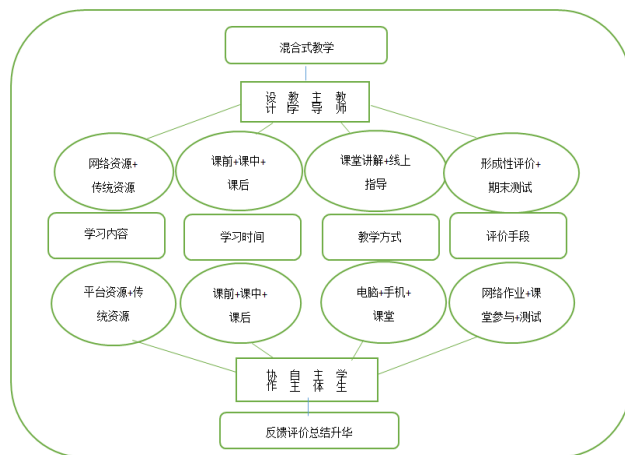 混合式教学
设 教 主 教
计 学 导 师
网络资源+
传统资源
课前+课中+
课后
课堂讲解+线上
指导
形成性评价+
期末测试
学习内容
学习时间
教学方式
评价手段
平台资源+传
统资源
课前+课中+
课后
电脑+手机+
课堂
网络作业+课
堂参与+测试
协 自 主 学
作 主 体 生
反馈评价总结升华